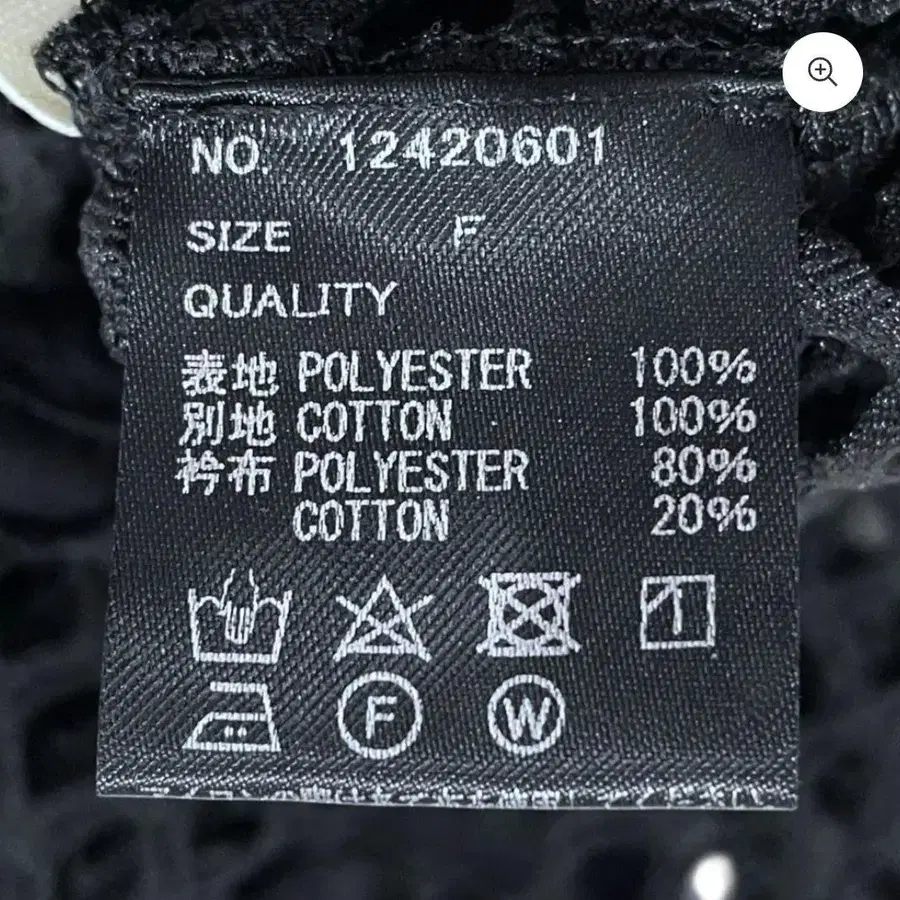 NO. 12420601
SIZE F
QUALITY
表地 POLYESTER 100%
別地 COTTON 100%
衿布 POLYESTER 80%
COTTON 20%
F W